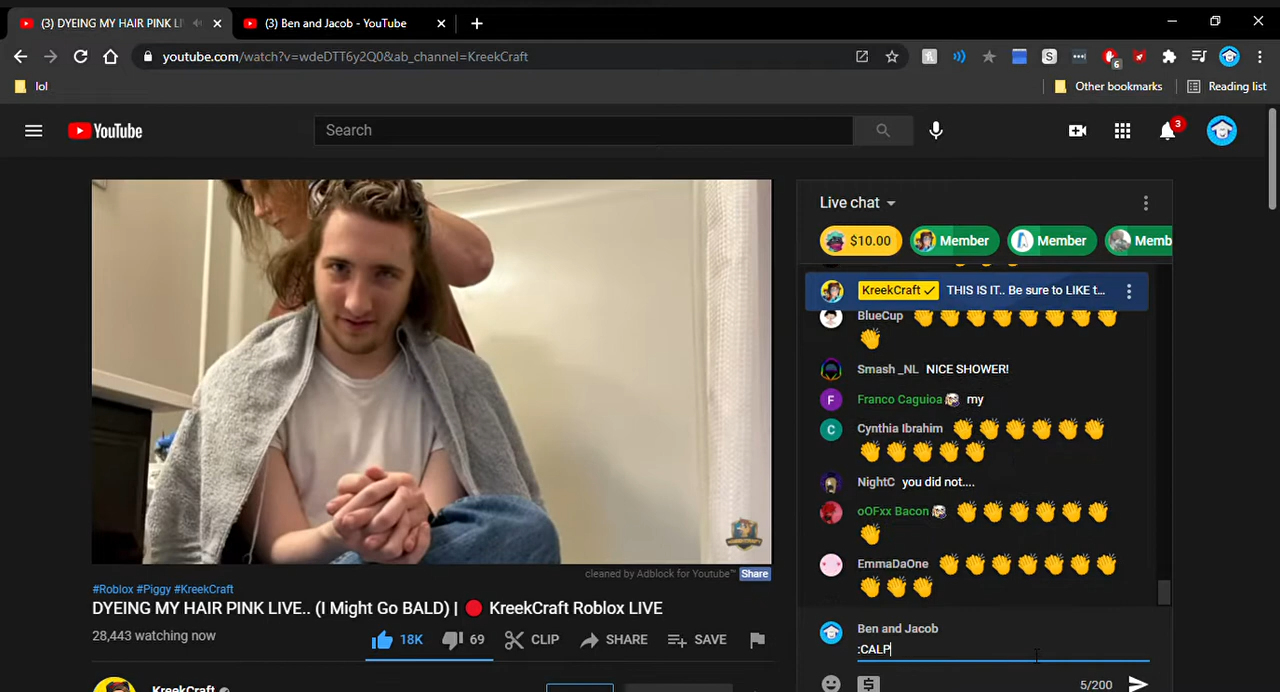 (3) DYEING MY HAIR PINK LI
(3) Ben and Jacob - YouTube
youtube.com/watch?v=wdeDTT6y2Q0&ab_channel=KreekCraft
S
6
lol
Other bookmarks
Reading list
YouTube
Search
3
Live chat
$10.00
Member
Member
Memb
KreekCraft THIS IS IT.. Be sure to LIKE t...
BlueCup
Smash _NL NICE SHOWER!
F Franco Caguioa my
C Cynthia Ibrahim
NightC you did not....
oOFxx Bacon
EmmaDaOne
cleaned by Adblock for Youtube™ Share
#Roblox #Piggy #KreekCraft
DYEING MY HAIR PINK LIVE.. (I Might Go BALD) | 🔴 KreekCraft Roblox LIVE
28,443 watching now
18K
69
CLIP
SHARE
SAVE
Ben and Jacob
:CALP
5/200
KreekCraft